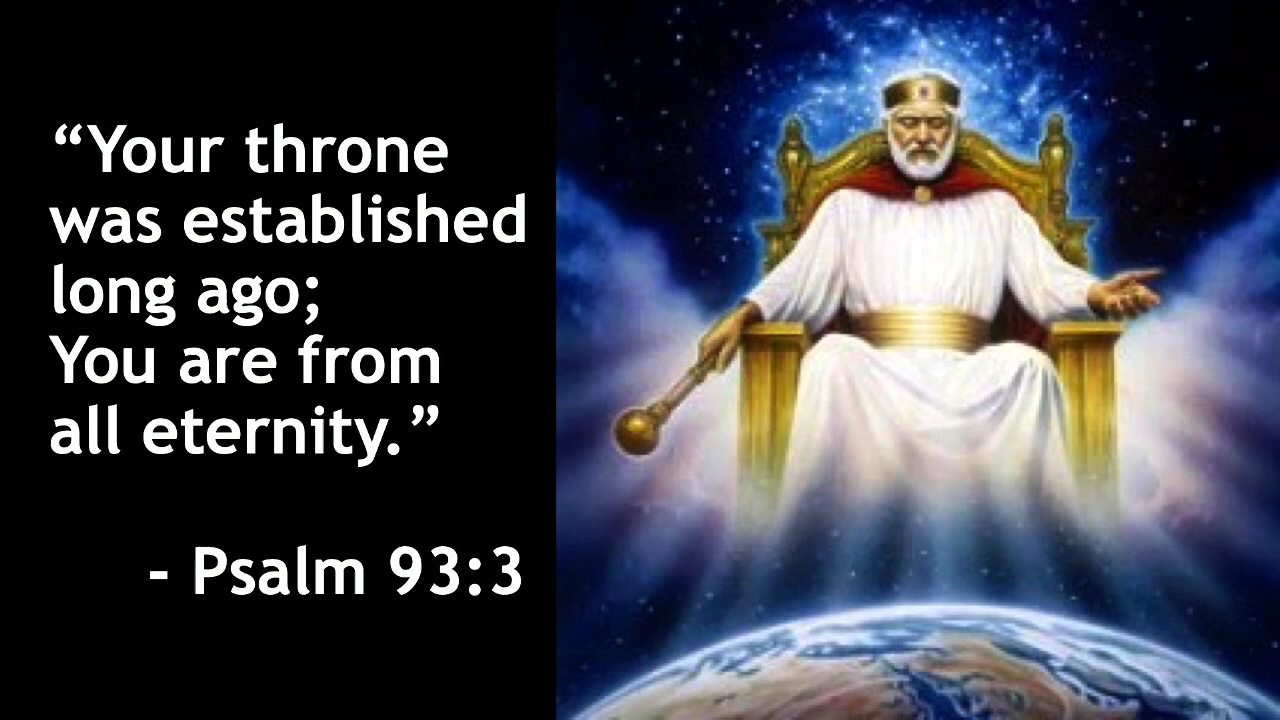 “Your throne
was established
long ago;
You are from
all eternity.”
- Psalm 93:3